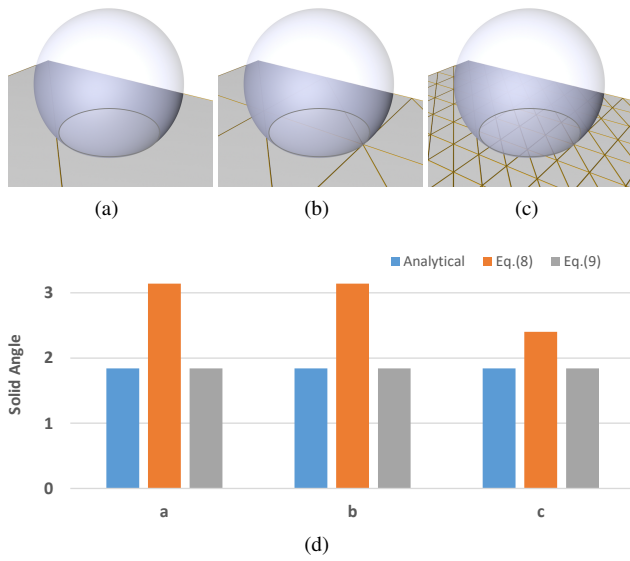 (a) (b) (c)
Analytical Eq.(8) Eq.(9)
3
2
1
0
Solid Angle
a b c
(d)